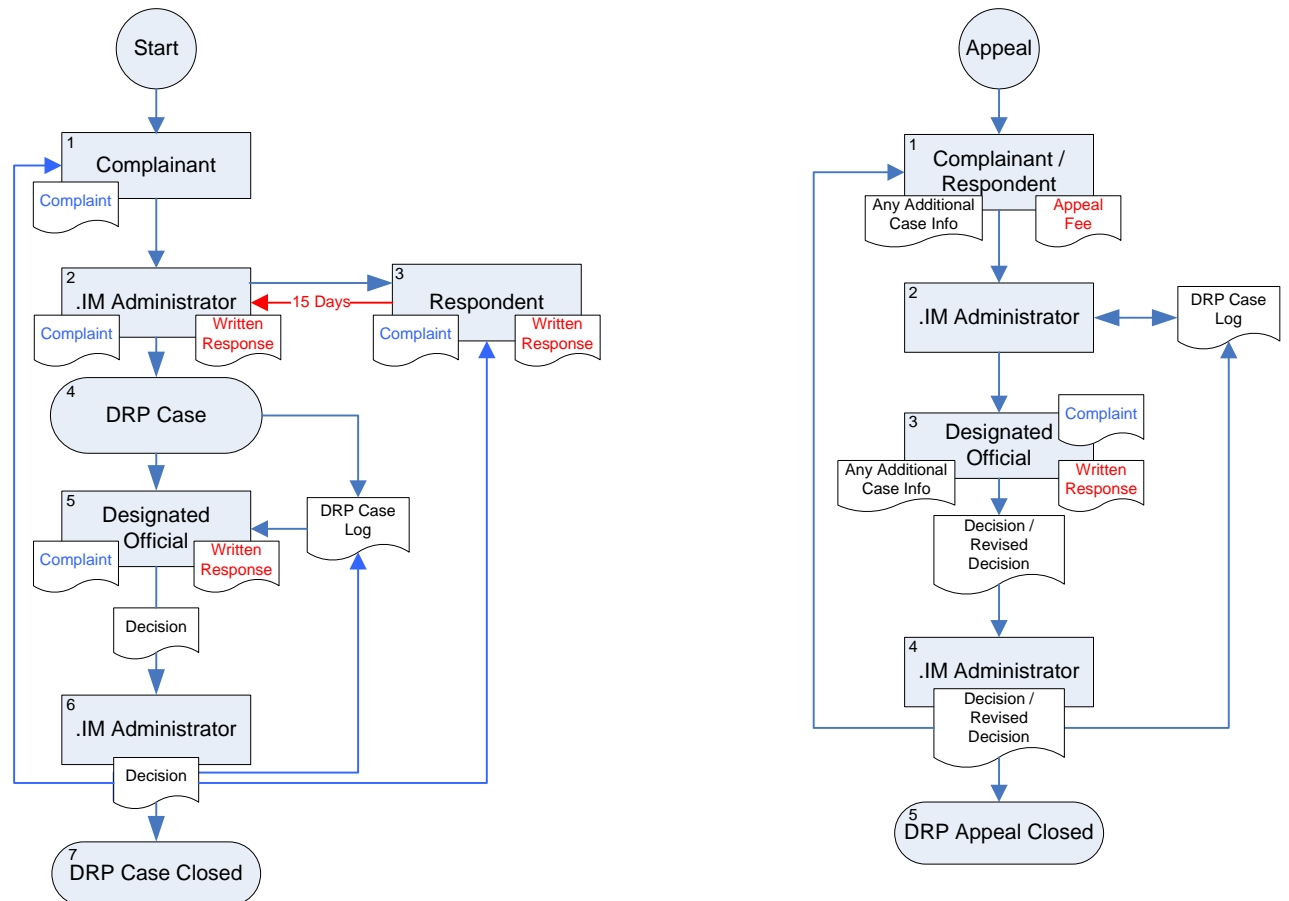 Start
1
Complainant
Complaint
2
.IM Administrator
Complaint
Written
Response
15 Days
3
Respondent
Complaint
Written
Response
4
DRP Case
5
Designated
Official
Complaint
Written
Response
DRP Case
Log
Decision
6
.IM Administrator
Decision
7
DRP Case Closed
Appeal
1
Complainant /
Respondent
Any Additional
Case Info
Appeal
Fee
2
.IM Administrator
DRP Case
Log
3
Designated
Official
Complaint
Any Additional
Case Info
Written
Response
Decision /
Revised
Decision
4
.IM Administrator
Decision /
Revised
Decision
5
DRP Appeal Closed